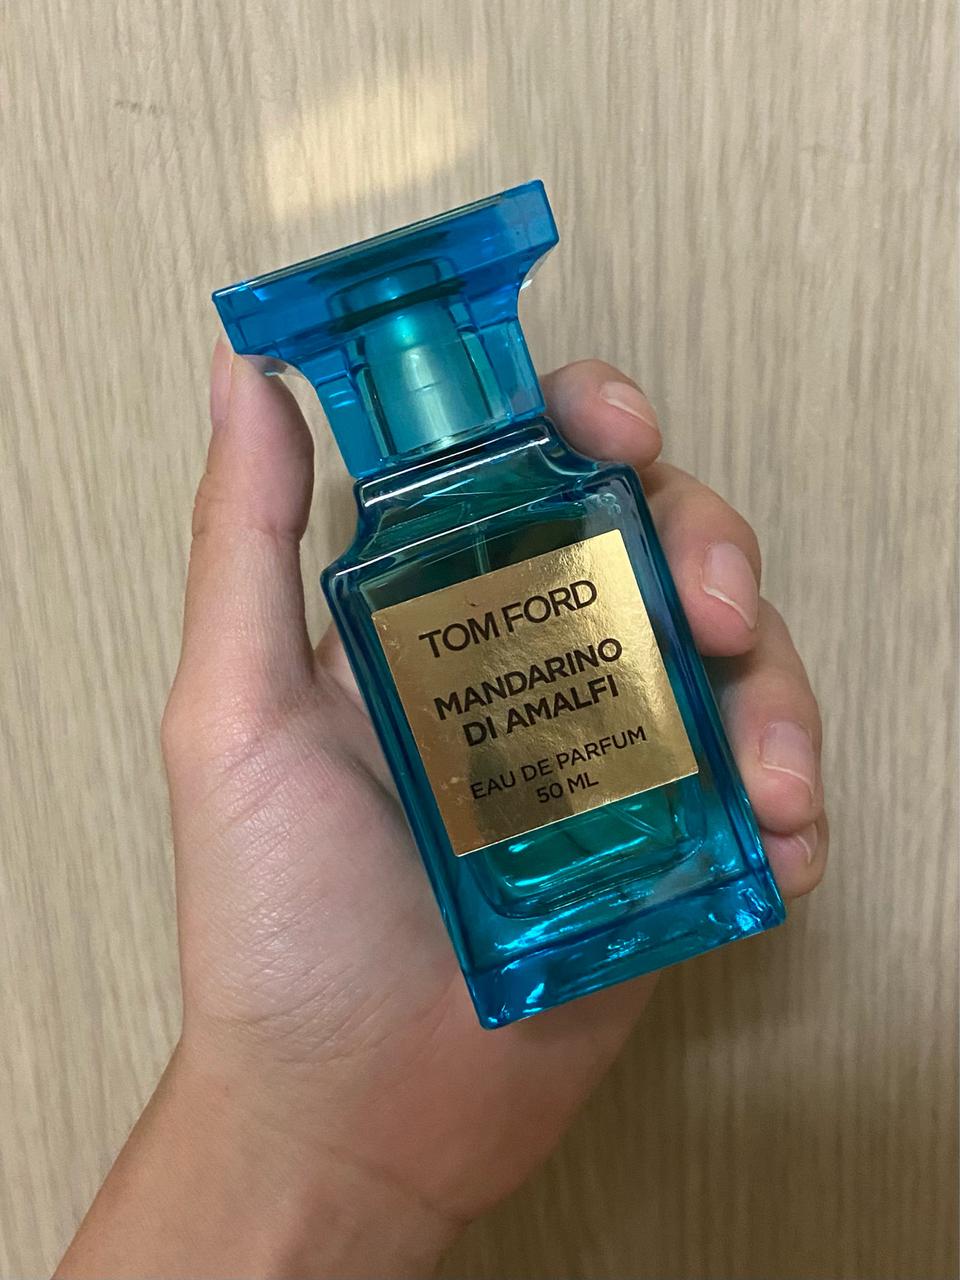 TOM FORD
MANDARINO
DI AMALFI
EAU DE PARFUM
50 ML